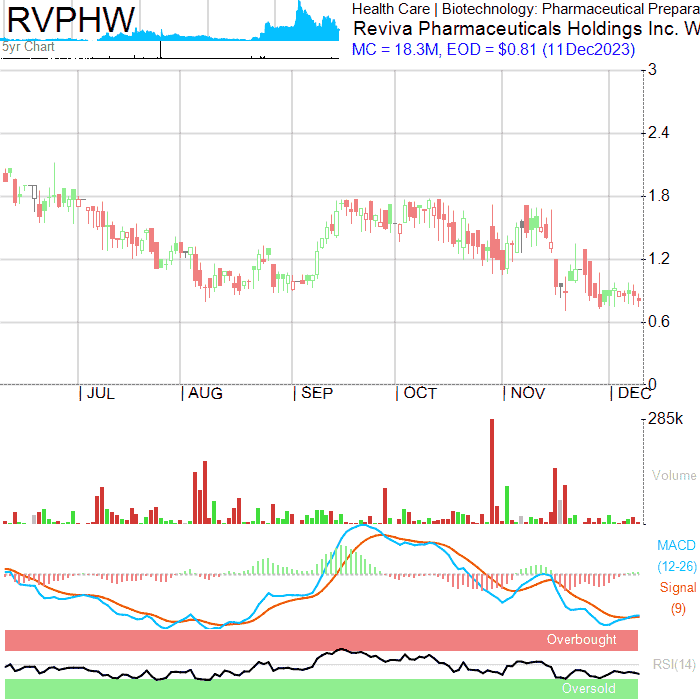 RVPHW
5yr Chart
Health Care | Biotechnology: Pharmaceutical Prepara
Reviva Pharmaceuticals Holdings Inc. W
MC = 18.3M, EOD = $0.81 (11Dec2023)
3
2.4
1.8
1.2
0.6
0
| JUL | AUG | SEP | OCT | NOV | DEC
285k
Volume
MACD
(12-26)
Signal
(9)
Overbought
RSI(14)
Oversold